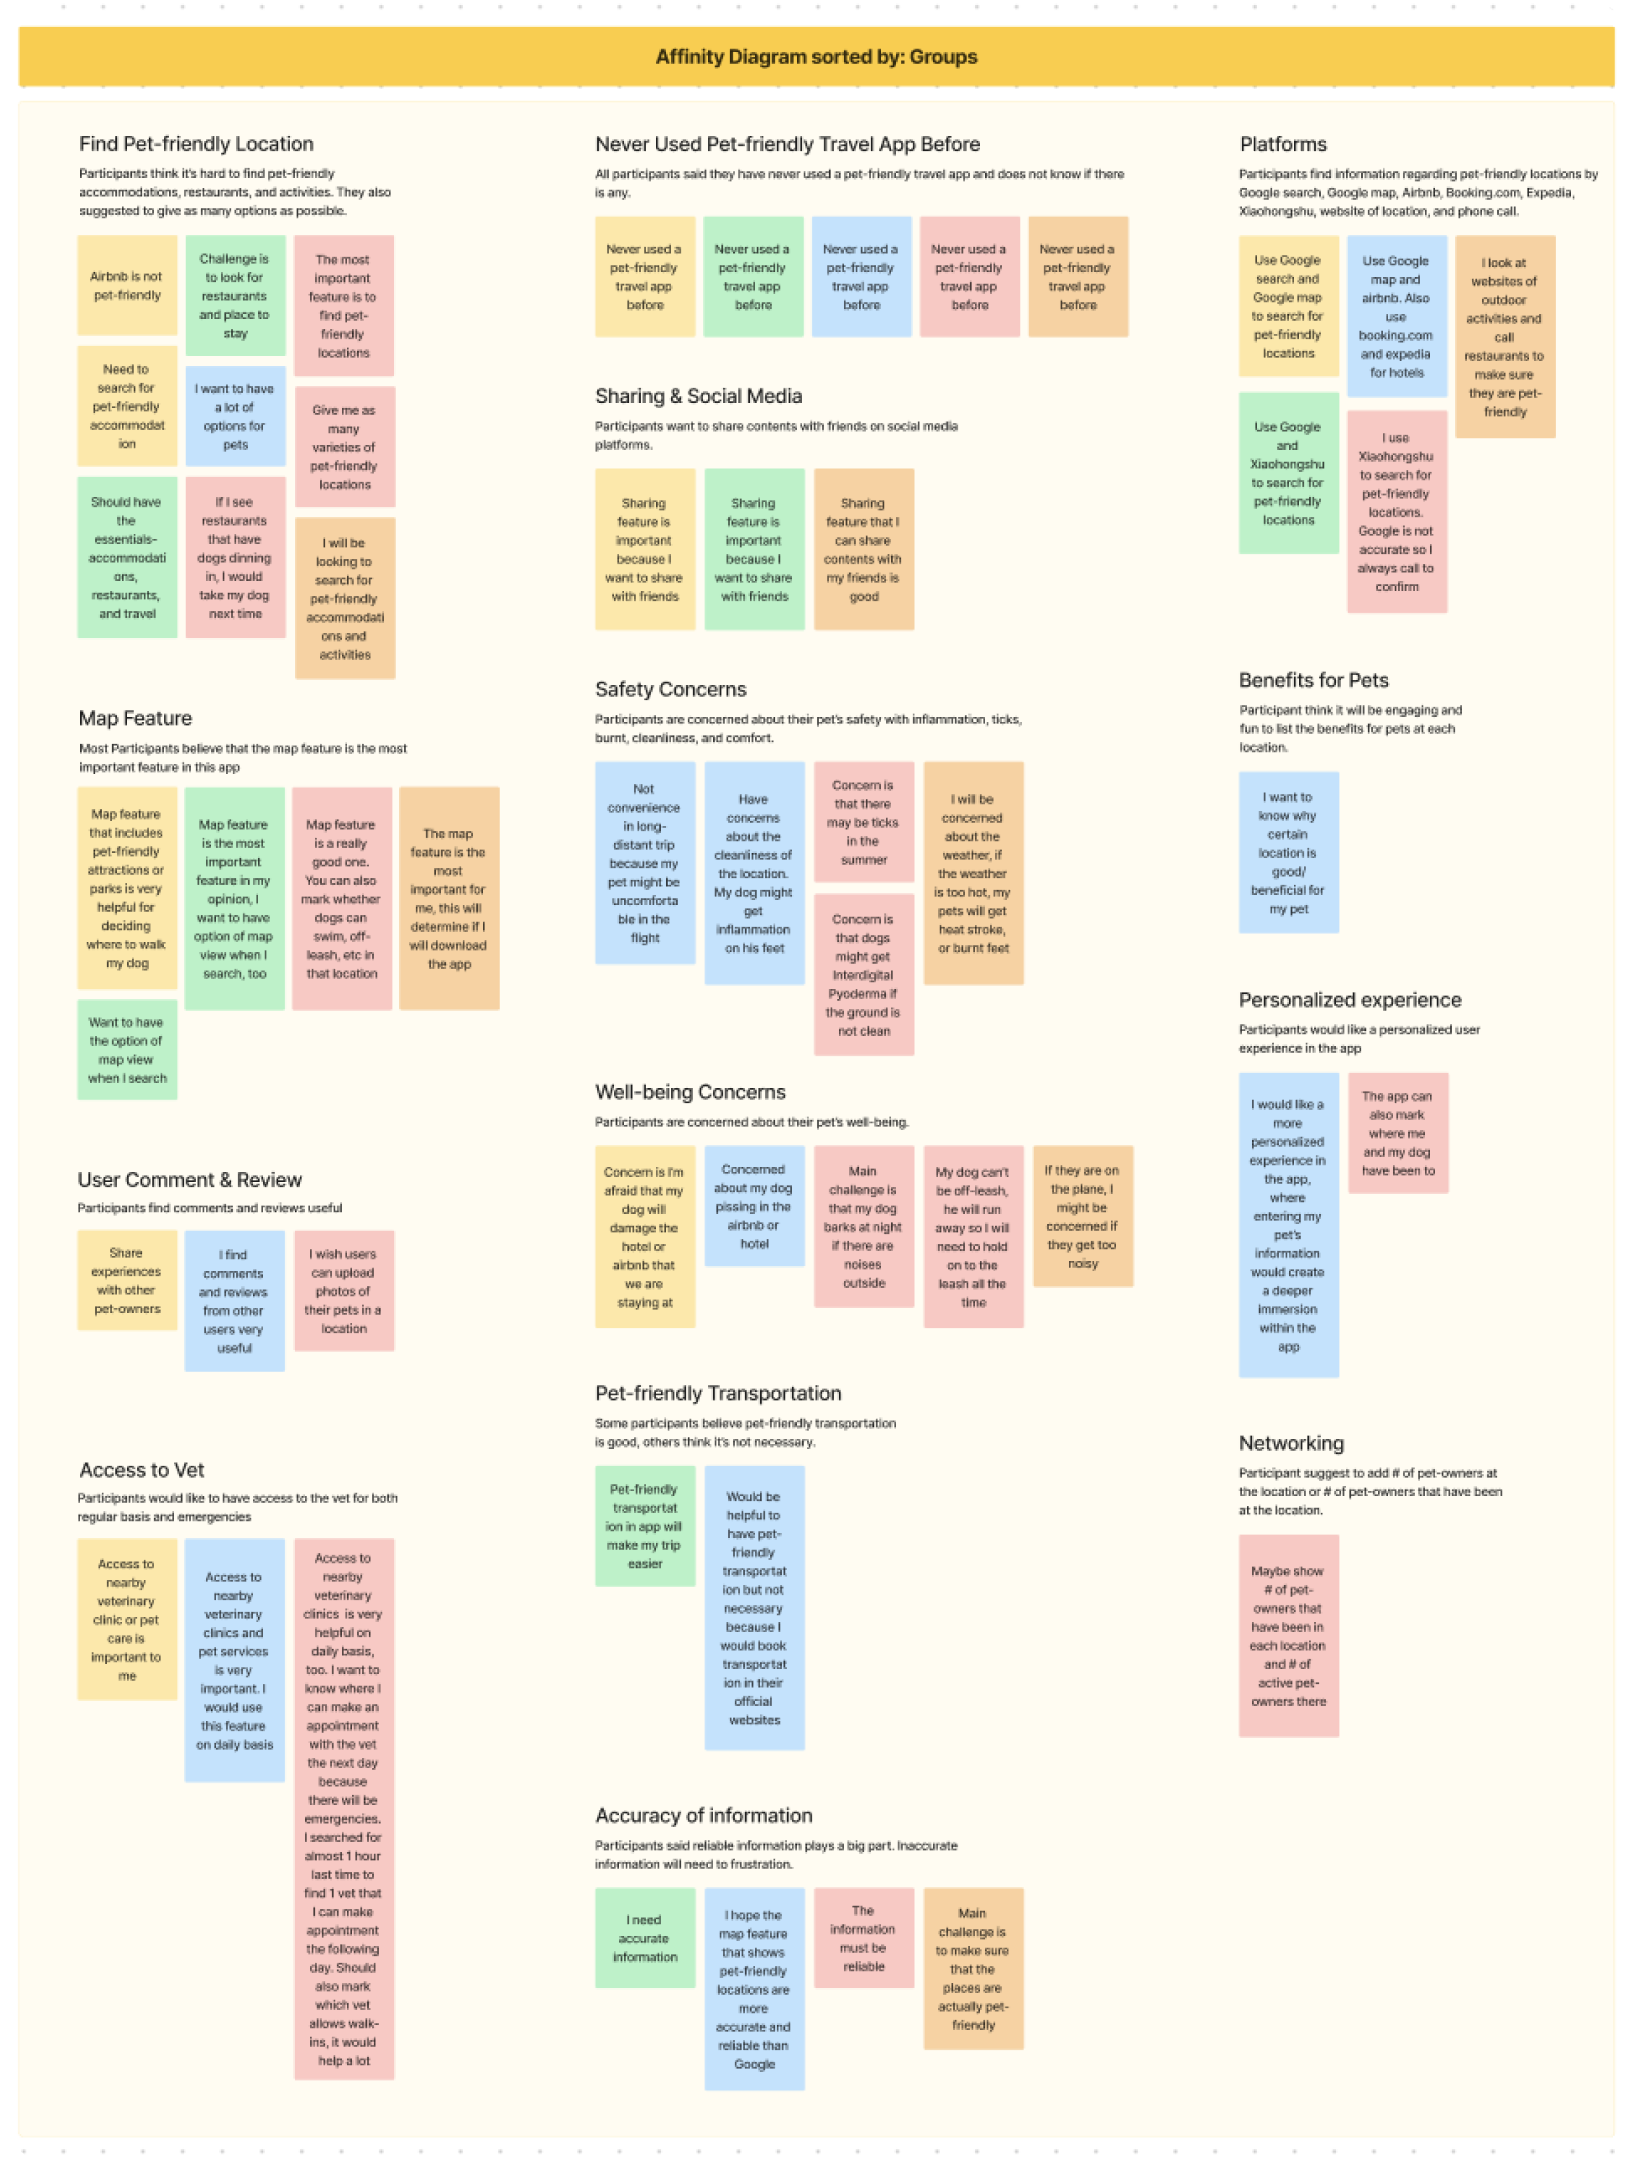 Affinity Diagram sorted by: Groups
Find Pet-friendly Location
Participants think it's hard to find pet-friendly
accommodations, restaurants, and activities. They also
suggested to give as many options as possible.
Airbnb is not
pet-friendly
Need to
search for
pet-friendly
accommodat
ion
Should have
the
essentials-
accommodati
ons,
restaurants,
and travel
Challenge is
to look for
restaurants
and place to
stay
I want to have
a lot of
options for
pets
If I see
restaurants
that have
dogs dinning
in, I would
take my dog
next time
The most
important
feature is to
find pet-
friendly
locations
Give me as
many
varieties of
pet-friendly
locations
I will be
looking to
search for
pet-friendly
accommodati
ons and
activities
Map Feature
Most Participants believe that the map feature is the most
important feature in this app
Map feature
that includes
pet-friendly
attractions or
parks is very
helpful for
deciding
where to walk
my dog
Want to have
the option of
map view
when I search
Map feature
is the most
important
feature in my
opinion, I
want to have
option of map
view when I
search, too
Map feature
is a really
good one.
You can also
mark whether
dogs can
swim, off-
leash, etc in
that location
The map
feature is the
most
important for
me, this will
determine if I
will download
the app
User Comment & Review
Participants find comments and reviews useful
Share
experiences
with other
pet-owners
I find
comments
and reviews
from other
users very
useful
I wish users
can upload
photos of
their pets in a
location
Access to Vet
Participants would like to have access to the vet for both
regular basis and emergencies
Access to
nearby
veterinary
clinic or pet
care is
important to
me
Access to
nearby
veterinary
clinics and
pet services
is very
important. I
would use
this feature
on daily basis
Access to
nearby
veterinary
clinics is very
helpful on
daily basis,
too. I want to
know where I
can make an
appointment
with the vet
the next day
because
there will be
emergencies.
I searched for
almost 1 hour
last time to
find 1 vet that
I can make
appointment
the following
day. Should
also mark
which vet
allows walk-
ins, it would
help a lot
Never Used Pet-friendly Travel App Before
All participants said they have never used a pet-friendly travel app and does not know if there
is any.
Never used a
pet-friendly
travel app
before
Never used a
pet-friendly
travel app
before
Never used a
pet-friendly
travel app
before
Never used a
pet-friendly
travel app
before
Never used a
pet-friendly
travel app
before
Sharing & Social Media
Participants want to share contents with friends on social media
platforms.
Sharing
feature is
important
because I
want to share
with friends
Sharing
feature is
important
because I
want to share
with friends
Sharing
feature that I
can share
contents with
my friends is
good
Safety Concerns
Participants are concerned about their pet's safety with inflammation, ticks,
burnt, cleanliness, and comfort.
Not
convenience
in long-
distant trip
because my
pet might be
uncomforta
ble in the
flight
Have
concerns
about the
cleanliness of
the location.
My dog might
get
inflammation
on his feet
Concern is
that there
may be ticks
in the
summer
Concern is
that dogs
might get
Interdigital
Pyoderma if
the ground is
not clean
I will be
concerned
about the
weather, if
the weather
is too hot, my
pets will get
heat stroke,
or burnt feet
Well-being Concerns
Participants are concerned about their pet's well-being.
Concern is I'm
afraid that my
dog will
damage the
hotel or
airbnb that
we are
staying at
Concerned
about my dog
pissing in the
airbnb or
hotel
Main
challenge is
that my dog
barks at night
if there are
noises
outside
My dog can't
be off-leash,
he will run
away so I will
need to hold
on to the
leash all the
time
If they are on
the plane, I
might be
concerned if
they get too
noisy
Pet-friendly Transportation
Some participants believe pet-friendly transportation
is good, others think it's not necessary.
Pet-friendly
transportat
ion in app will
make my trip
easier
Would be
helpful to
have pet-
friendly
transportat
ion but not
necessary
because I
would book
transportat
ion in their
official
websites
Accuracy of information
Participants said reliable information plays a big part. Inaccurate
information will need to frustration.
I need
accurate
information
I hope the
map feature
that shows
pet-friendly
locations are
more
accurate and
reliable than
Google
The
information
must be
reliable
Main
challenge is
to make sure
that the
places are
actually pet-
friendly
Platforms
Participants find information regarding pet-friendly locations by
Google search, Google map, Airbnb, Booking.com, Expedia,
Xiaohongshu, website of location, and phone call.
Use Google
search and
Google map
to search for
pet-friendly
locations
Use Google
and
Xiaohongshu
to search for
pet-friendly
locations
Use Google
map and
airbnb. Also
use
booking.com
and expedia
for hotels
I use
Xiaohongshu
to search for
pet-friendly
locations.
Google is not
accurate so I
always call to
confirm
I look at
websites of
outdoor
activities and
call
restaurants to
make sure
they are pet-
friendly
Benefits for Pets
Participant think it will be engaging and
fun to list the benefits for pets at each
location.
I want to
know why
certain
location is
good/
beneficial for
my pet
Personalized experience
Participants would like a personalized user
experience in the app
I would like a
more
personalized
experience in
the app,
where
entering my
pet's
information
would create
a deeper
immersion
within the
app
The app can
also mark
where me
and my dog
have been to
Networking
Participant suggest to add # of pet-owners at
the location or # of pet-owners that have been
at the location.
Maybe show
# of pet-
owners that
have been in
each location
and # of
active pet-
owners there